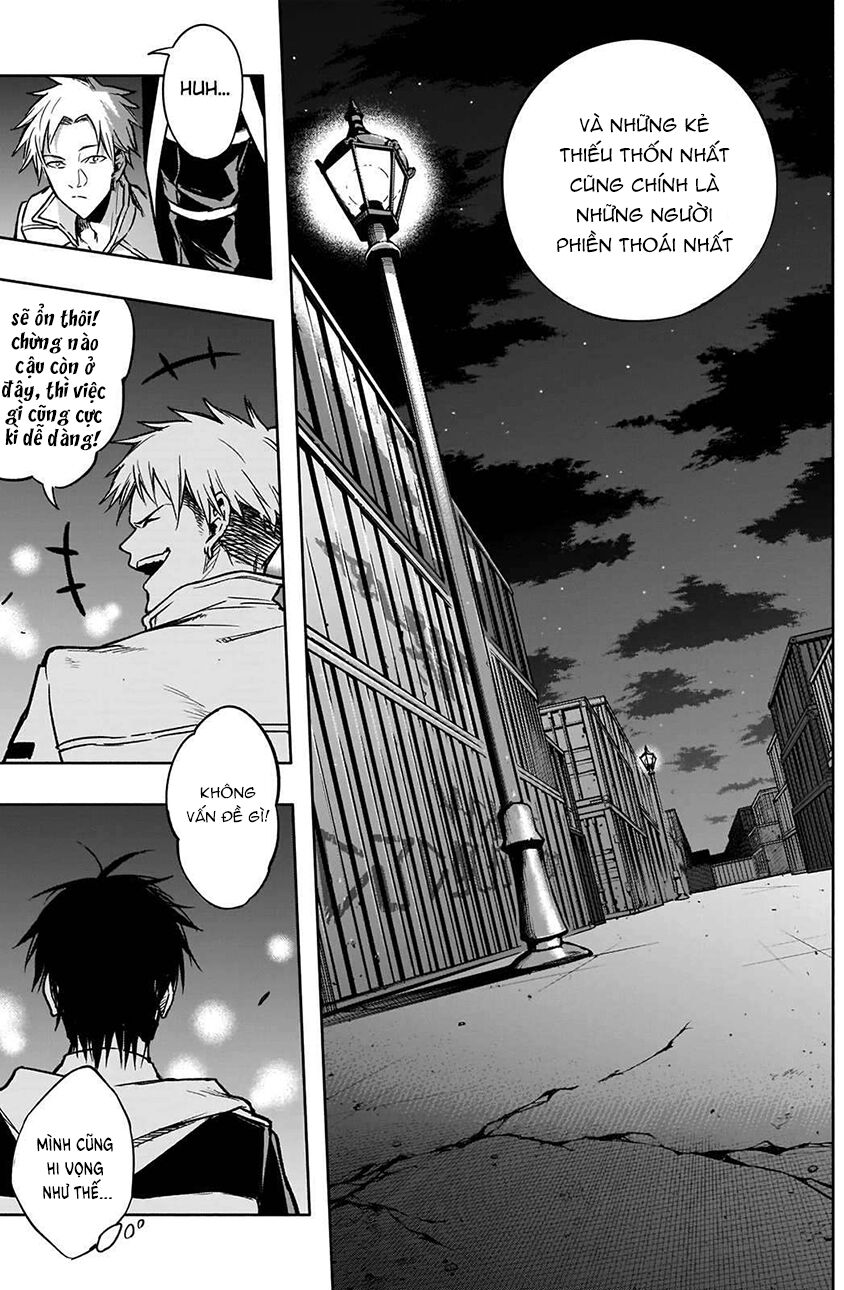 VÀ NHỮNG KẺ
THIẾU THỐN NHẤT
CŨNG CHÍNH LÀ
NHỮNG NGƯỜI
PHIỀN THOÁI NHẤT
HUH...
sẽ ổn thôi!
chừng nào
cậu còn ở
đây, thì việc
gì cũng cực
kì dễ dàng!
KHÔNG
VẤN ĐỀ GÌ!
MÌNH CŨNG
HI VỌNG
NHƯ THẾ...